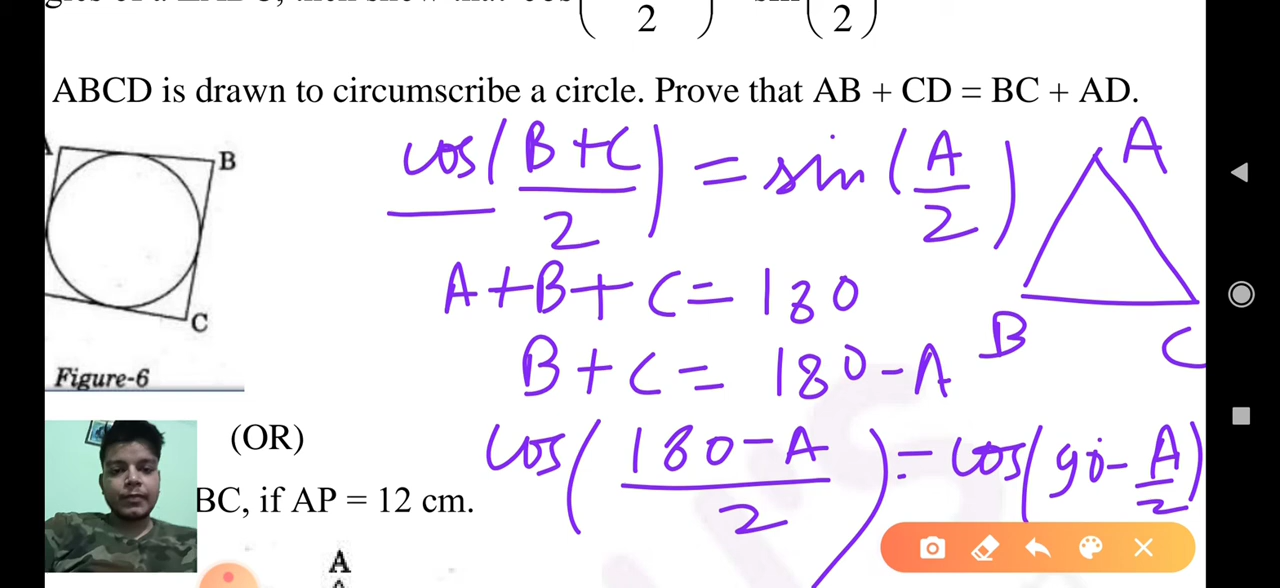 2 2
ABCD is drawn to circumscribe a circle. Prove that AB + CD = BC + AD.
B
C
Figure-6
cos(B+C/2) = sin(A/2)
A+B+C=180
B+C=180-A
cos(180-A/2)=cos(90-A/2)
A
B C
(OR)
BC, if AP = 12 cm.
A